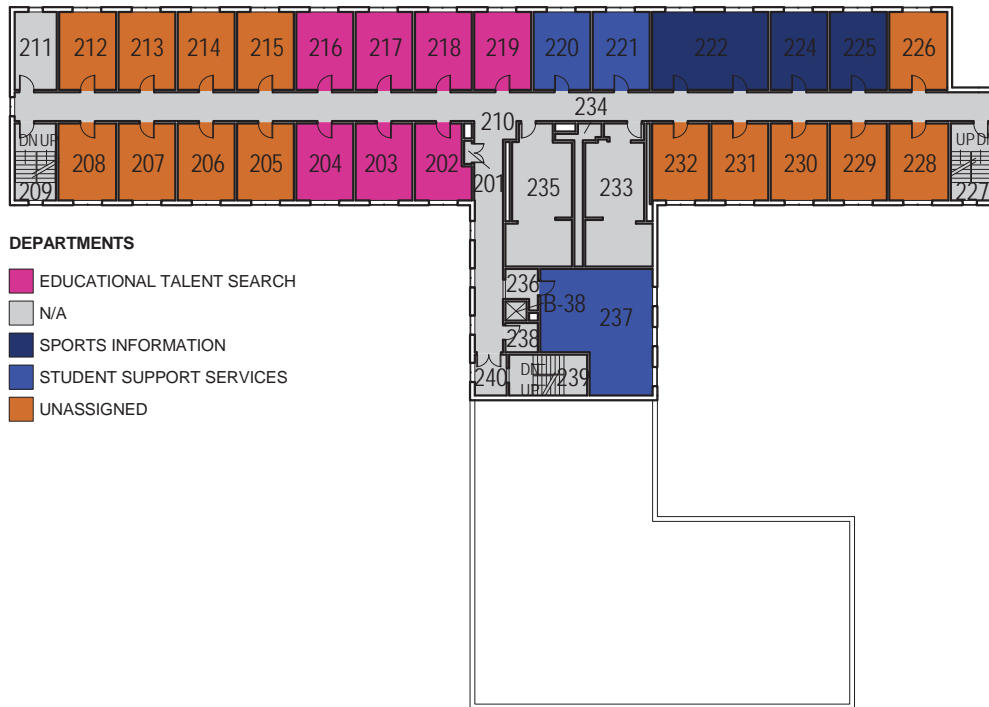 211 212 213 214 215 216 217 218 219 220 221 222 224 225 226
234
210
DN UP
UP
208 207 206 205 204 203 202
201
235 233
232 231 230 229 228
209
227
DEPARTMENTS
EDUCATIONAL TALENT SEARCH
N/A
SPORTS INFORMATION
STUDENT SUPPORT SERVICES
UNASSIGNED
236
B-38
237
238
240
DN
UP
239